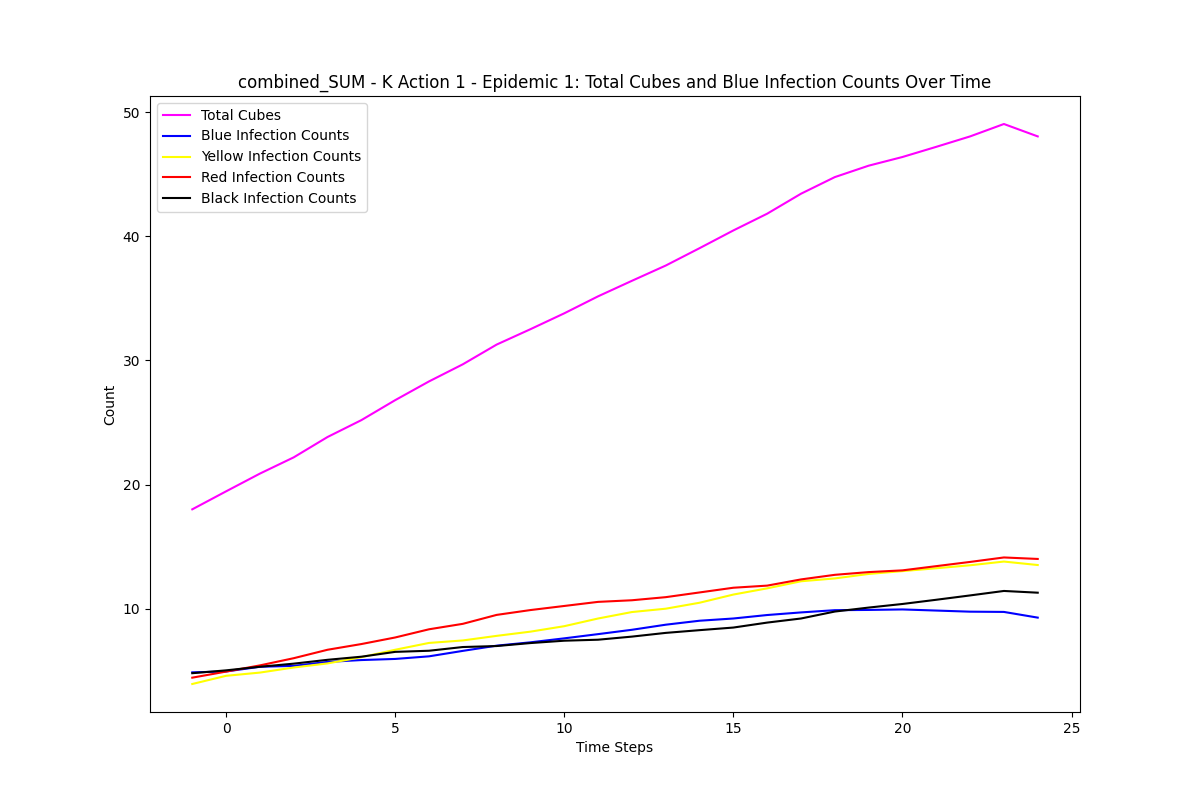 combined_SUM - K Action 1 - Epidemic 1: Total Cubes and Blue Infection Counts Over Time
Total Cubes
Blue Infection Counts
Yellow Infection Counts
Red Infection Counts
Black Infection Counts
50
40
30
20
10
Count
0 5 10 15 20 25
Time Steps